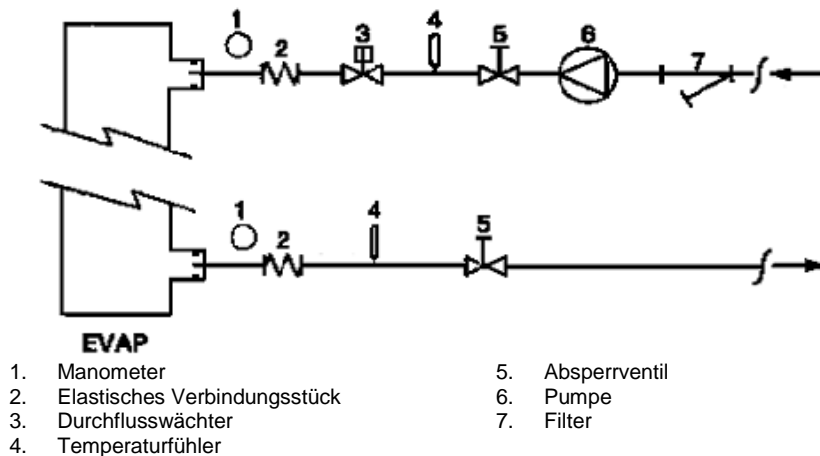 1 2 3 4 5 6 7
1 2 4 5
EVAP
1. Manometer
2. Elastisches Verbindungsstück
3. Durchflusswächter
4. Temperaturfühler
5. Absperrventil
6. Pumpe
7. Filter